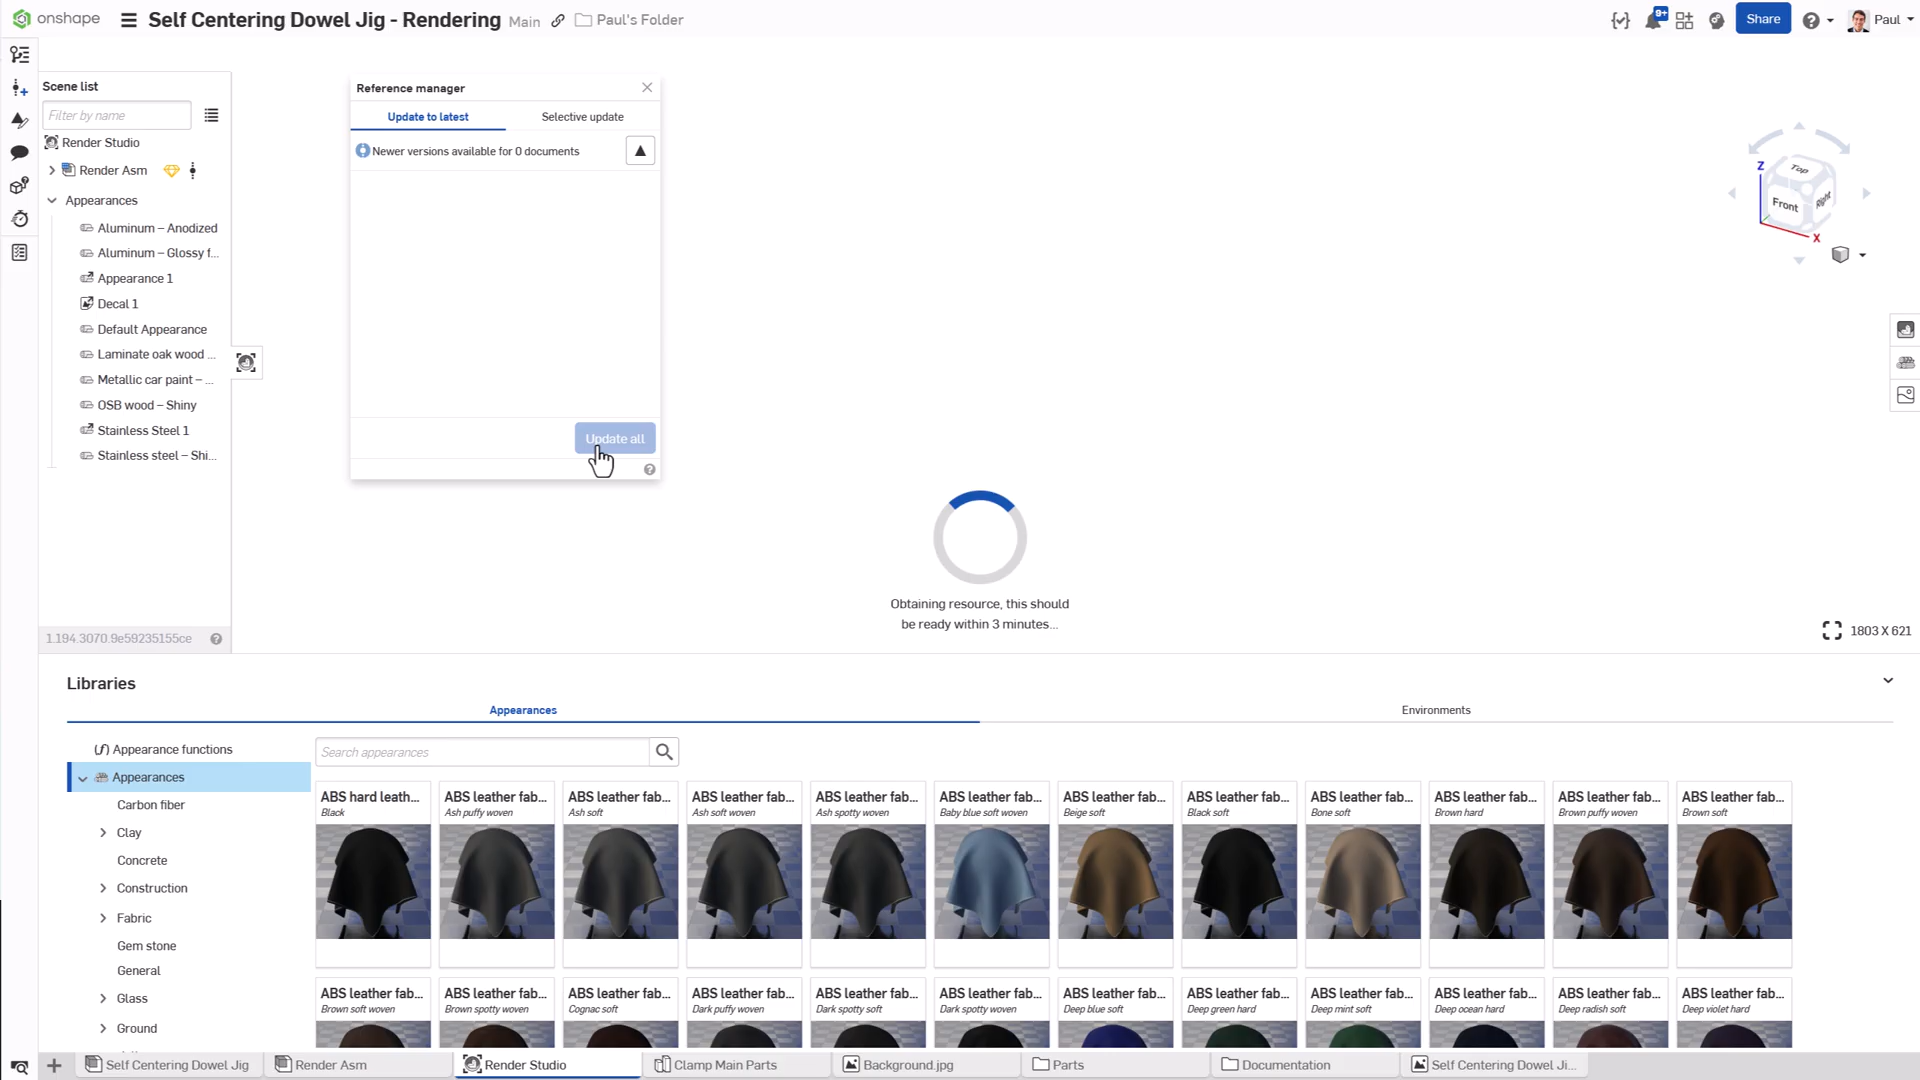 onshape
Self Centering Dowel Jig - Rendering Main Paul's Folder
9+
Share
Paul
Scene list
Filter by name
Render Studio
Render Asm
Appearances
Aluminum – Anodized
Aluminum – Glossy f...
Appearance 1
Decal 1
Default Appearance
Laminate oak wood ...
Metallic car paint – ...
OSB wood – Shiny
Stainless Steel 1
Stainless steel – Shi...
1.194.3070.9e59235155ce
Reference manager
Update to latest
Selective update
Newer versions available for 0 documents
Update all
Z
Top
Front
Right
X
Obtaining resource, this should
be ready within 3 minutes...
1803 X 621
Libraries
Appearances
Environments
(f) Appearance functions
Appearances
Carbon fiber
Clay
Concrete
Construction
Fabric
Gem stone
General
Glass
Ground
Search appearances
ABS hard leath... ABS leather fab... ABS leather fab... ABS leather fab... ABS leather fab... ABS leather fab... ABS leather fab... ABS leather fab... ABS leather fab... ABS leather fab... ABS leather fab... ABS leather fab...
Black Ash puffy woven Ash soft Ash soft woven Ash spotty woven Baby blue soft woven Beige soft Black soft Bone soft Brown hard Brown puffy woven Brown soft
ABS leather fab... ABS leather fab... ABS leather fab... ABS leather fab... ABS leather fab... ABS leather fab... ABS leather fab... ABS leather fab... ABS leather fab... ABS leather fab... ABS leather fab... ABS leather fab...
Brown soft woven Brown spotty woven Cognac soft Dark puffy woven Dark spotty soft Dark spotty woven Deep blue soft Deep green hard Deep mint soft Deep ocean hard Deep radish soft Deep violet hard
Self Centering Dowel Jig Render Asm Render Studio Clamp Main Parts Background.jpg Parts Documentation Self Centering Dowel Ji...